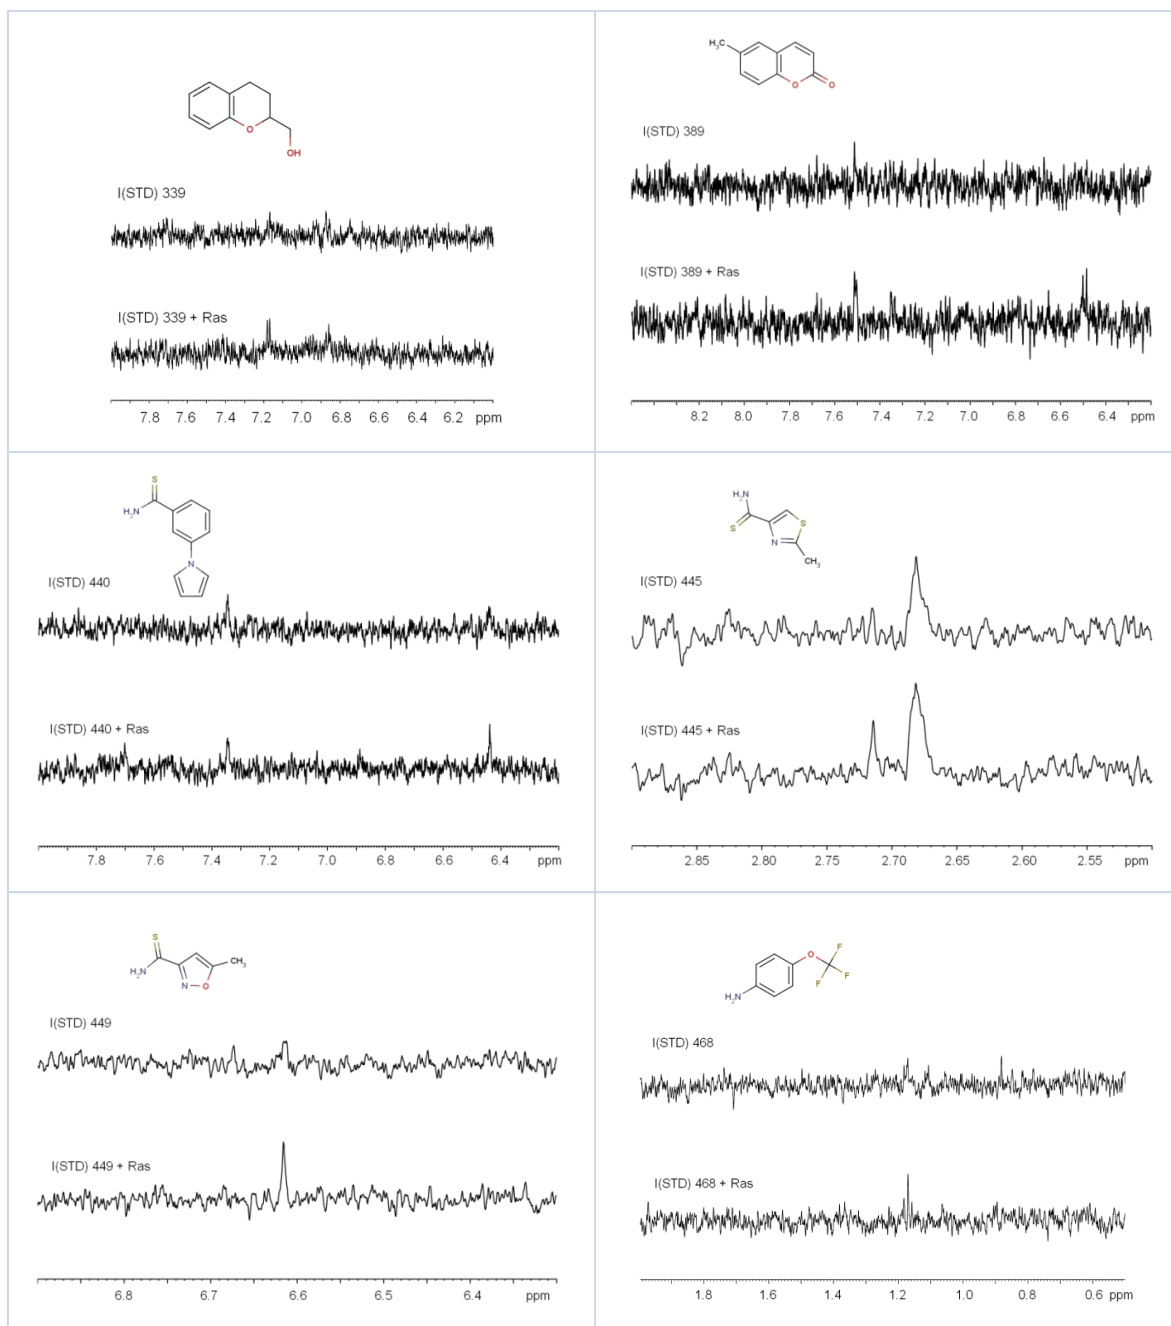 O
OH
I(STD) 339
I(STD) 339 + Ras
7.8 7.6 7.4 7.2 7.0 6.8 6.6 6.4 6.2 ppm
H3C
O O
I(STD) 389
I(STD) 389 + Ras
8.2 8.0 7.8 7.6 7.4 7.2 7.0 6.8 6.6 6.4 ppm
S
H2N
N
I(STD) 440
I(STD) 440 + Ras
7.8 7.6 7.4 7.2 7.0 6.8 6.6 6.4 ppm
H2N
S
S
N
CH3
I(STD) 445
I(STD) 445 + Ras
2.85 2.80 2.75 2.70 2.65 2.60 2.55 ppm
S
CH3
H2N
N O
I(STD) 449
I(STD) 449 + Ras
6.8 6.7 6.6 6.5 6.4 ppm
F
O
F
F
H2N
I(STD) 468
I(STD) 468 + Ras
1.8 1.6 1.4 1.2 1.0 0.8 0.6 ppm